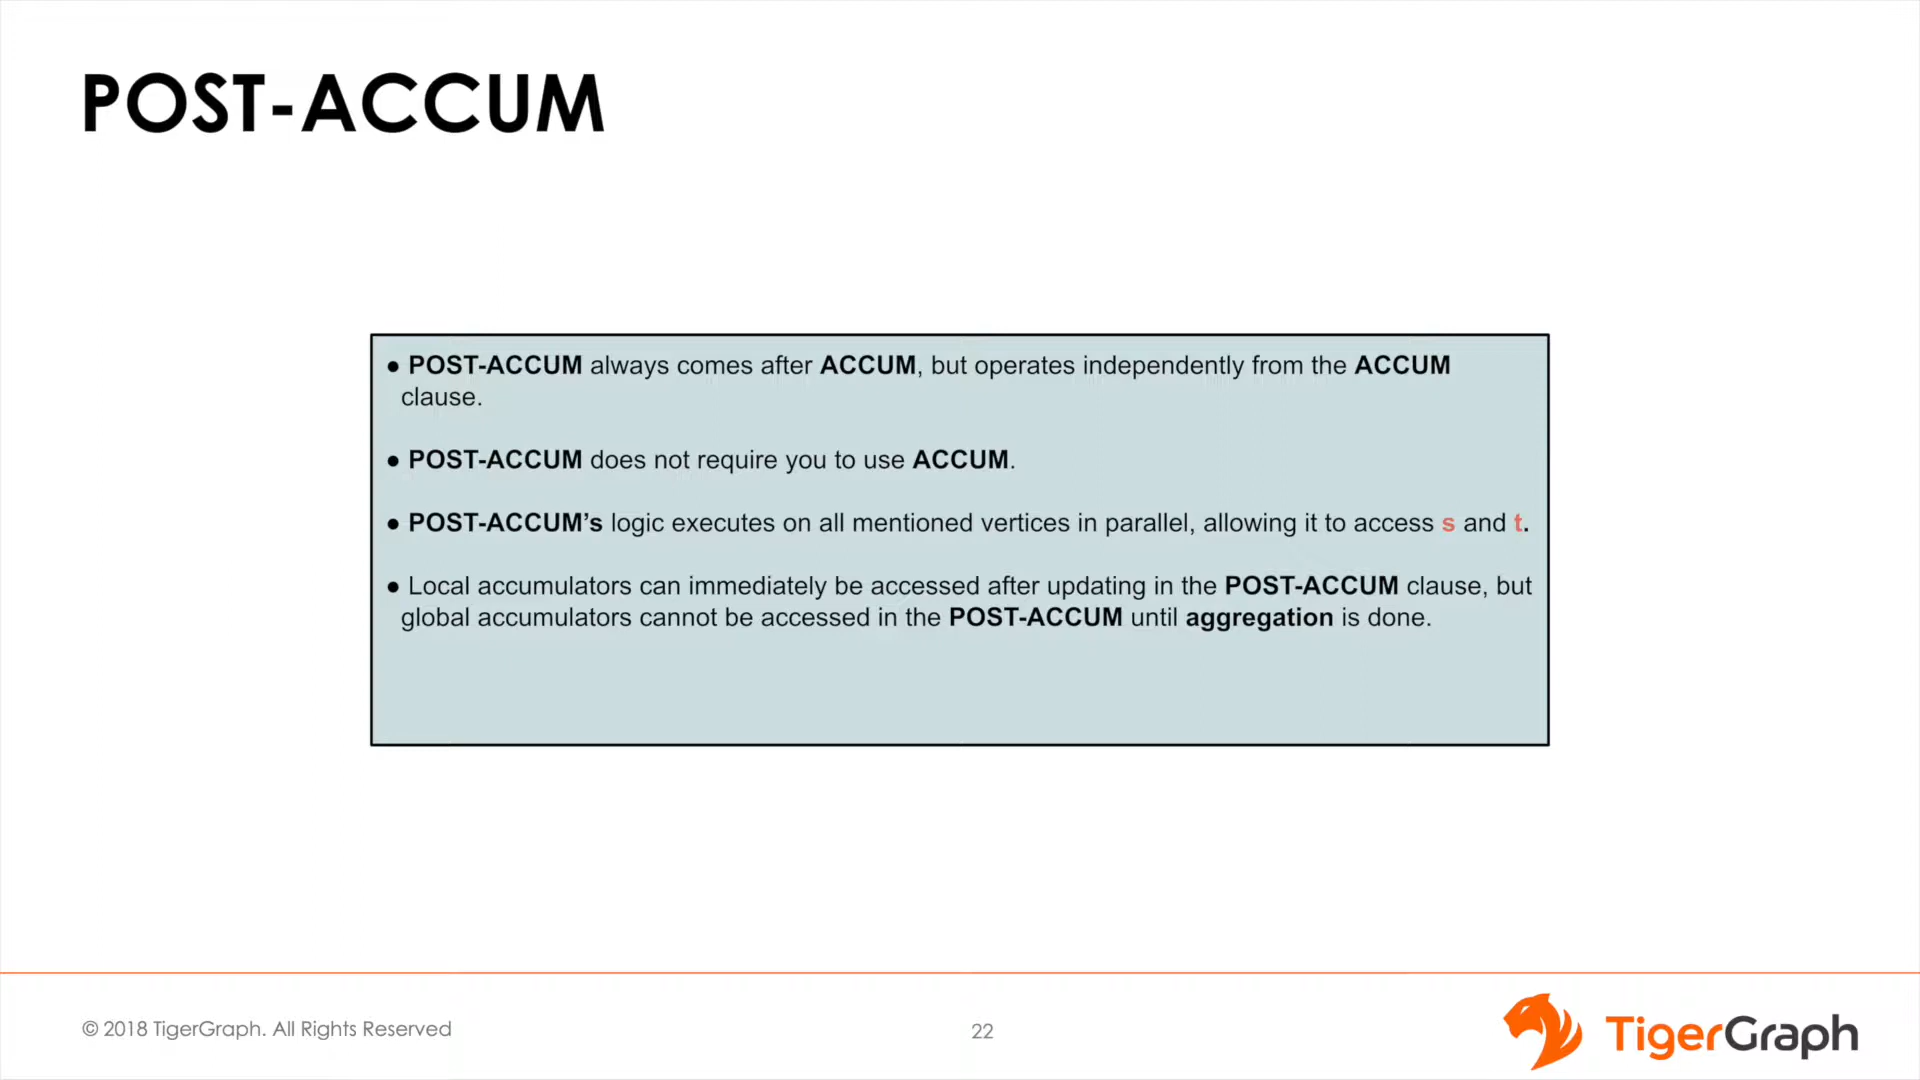 POST-ACCUM
● POST-ACCUM always comes after ACCUM, but operates independently from the ACCUM
clause.
● POST-ACCUM does not require you to use ACCUM.
● POST-ACCUM’s logic executes on all mentioned vertices in parallel, allowing it to access s and t.
● Local accumulators can immediately be accessed after updating in the POST-ACCUM clause, but
global accumulators cannot be accessed in the POST-ACCUM until aggregation is done.
© 2018 TigerGraph. All Rights Reserved
22
TigerGraph